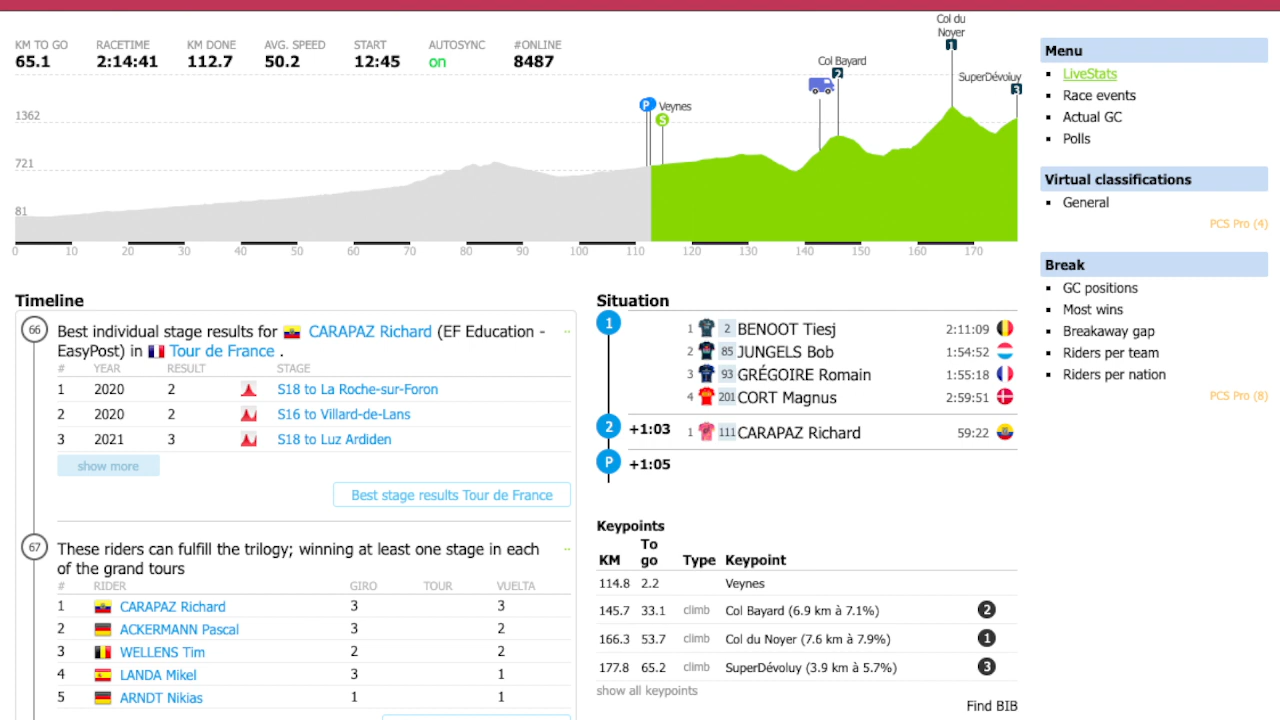 KM TO GO RACETIME KM DONE AVG. SPEED START AUTOSYNC #ONLINE
65.1 2:14:41 112.7 50.2 12:45 on 8487
Col du
Noyer
1
Col Bayard
2
SuperDévoluy
3
P Veynes
S
1362
721
81
0 10 20 30 40 50 60 70 80 90 100 110 120 130 140 150 160 170
Menu
LiveStats
Race events
Actual GC
Polls
Virtual classifications
General
PCS Pro (4)
Break
GC positions
Most wins
Breakaway gap
Riders per team
Riders per nation
PCS Pro (8)
Timeline
66 Best individual stage results for CARAPAZ Richard (EF Education -
EasyPost) in Tour de France .
# YEAR RESULT STAGE
1 2020 2 S18 to La Roche-sur-Foron
2 2020 2 S16 to Villard-de-Lans
3 2021 3 S18 to Luz Ardiden
show more
Best stage results Tour de France
67 These riders can fulfill the trilogy; winning at least one stage in each
of the grand tours
# RIDER GIRO TOUR VUELTA
1 CARAPAZ Richard 3 3
2 ACKERMANN Pascal 3 2
3 WELLENS Tim 2 2
4 LANDA Mikel 3 1
5 ARNDT Nikias 1 1
Situation
1
1 2 BENOOT Tiesj 2:11:09
2 85 JUNGELS Bob 1:54:52
3 93 GRÉGOIRE Romain 1:55:18
4 201 CORT Magnus 2:59:51
2 +1:03 1 111 CARAPAZ Richard 59:22
P +1:05
Keypoints
KM To go Type Keypoint
114.8 2.2 Veynes
145.7 33.1 climb Col Bayard (6.9 km à 7.1%) 2
166.3 53.7 climb Col du Noyer (7.6 km à 7.9%) 1
177.8 65.2 climb SuperDévoluy (3.9 km à 5.7%) 3
show all keypoints
Find BIB